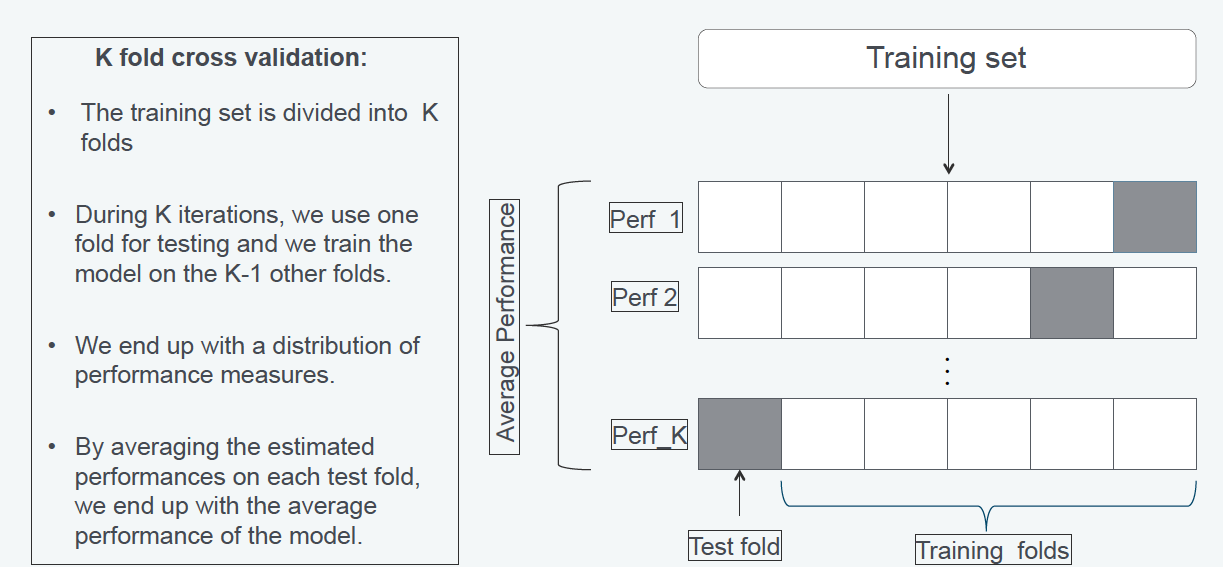 K fold cross validation:
• The training set is divided into K
folds
• During K iterations, we use one
fold for testing and we train the
model on the K-1 other folds.
• We end up with a distribution of
performance measures.
• By averaging the estimated
performances on each test fold,
we end up with the average
performance of the model.
Training set
Average Performance
Perf 1
Perf 2
Perf_K
Test fold
Training folds